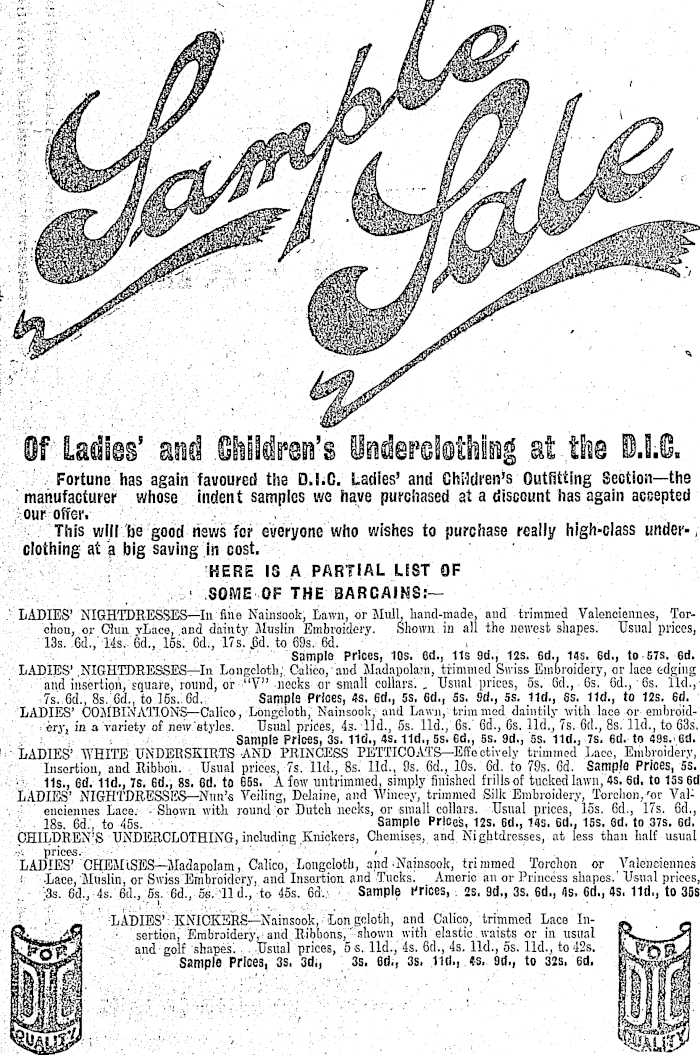 Sample
Sale
Of Ladies' and Children's Underclothing at the D.I.C.
Fortune has again favoured the D.I.C. Ladies' and Children's Outfitting Section—the
manufacturer whose indent samples we have purchased at a discount has again accepted
our offer.
This will be good news for everyone who wishes to purchase really high-class under-
clothing at a big saving in cost.
HERE IS A PARTIAL LIST OF
SOME OF THE BARGAINS:—
LADIES' NIGHTDRESSES—In fine Nainsook, Lawn, or Mull, hand-made, and trimmed Valenciennes, Tor-
chon, or Clun yLace, and dainty Muslin Embroidery. Shown in all the newest shapes. Usual prices,
13s. 6d., 14s. 6d., 15s. 6d., 17s. 6d. to 69s. 6d.
Sample Prices, 10s. 6d., 11s 9d., 12s. 6d., 14s. 6d., to 57s. 6d.
LADIES' NIGHTDRESSES—In Longcloth, Calico, and Madapolam, trimmed Swiss Embroidery, or lace edging
and insertion, square, round, or "V" necks or small collars. Usual prices, 5s. 6d., 6s. 6d., 6s. 11d.,
7s. 6d., 8s. 6d., to 15s. 6d. Sample Prices, 4s. 6d., 5s. 6d., 5s. 9d., 5s. 11d., 8s. 11d., to 12s. 6d.
LADIES' COMBINATIONS—Calico, Longcloth, Nainsook, and Lawn, trimmed daintily with lace or embroid-
ery, in a variety of new styles. Usual prices, 4s. 11d., 5s. 11d., 6s. 6d., 6s. 11d., 7s. 6d., 8s. 11d., to 63s.
Sample Prices, 3s. 11d., 4s. 11d., 5s. 6d., 5s. 9d., 5s. 11d., 7s. 6d. to 49s. 6d.
LADIES' WHITE UNDERSKIRTS AND PRINCESS PETTICOATS—Effectively trimmed Lace, Embroidery,
Insertion, and Ribbon. Usual prices, 7s. 11d., 8s. 11d., 9s. 6d., 10s. 6d. to 79s. 6d. Sample Prices, 5s.
11s., 6d. 11d., 7s. 6d., 8s. 6d. to 65s. A few untrimmed, simply finished frills of tucked lawn, 4s. 6d. to 15s 6d
LADIES' NIGHTDRESSES—Nun's Veiling, Delaine, and Wincey, trimmed Silk Embroidery, Torchon, or Val-
enciennes Lace. Shown with round or Dutch necks, or small collars. Usual prices, 15s. 6d., 17s. 6d.,
18s. 6d., to 45s. Sample Prices, 12s. 6d., 14s. 6d., 15s. 6d. to 37s. 6d.
CHILDREN'S UNDERCLOTHING, including Knickers, Chemises, and Nightdresses, at less than half usual
prices.
LADIES' CHEMISES—Madapolam, Calico, Longcloth, and Nainsook, trimmed Torchon or Valenciennes
Lace, Muslin, or Swiss Embroidery, and Insertion and Tucks. Americ an or Princess shapes. Usual prices,
3s. 6d., 4s. 6d., 5s. 6d., 5s. 11d., to 45s. 6d. Sample Prices, 2s. 9d., 3s. 6d., 4s. 6d., 4s. 11d., to 35s
LADIES' KNICKERS—Nainsook, Longcloth, and Calico, trimmed Lace In-
sertion, Embroidery, and Ribbons, shown with elastic waists or in usual
and golf shapes. Usual prices, 5 s. 11d., 4s. 6d., 4s. 11d., 5s. 11d., to 42s.
Sample Prices, 3s. 3d., 3s. 6d., 3s. 11d., 4s. 9d., to 32s. 6d.
FOR
DIC
QUALITY
FOR
DIC
QUALITY